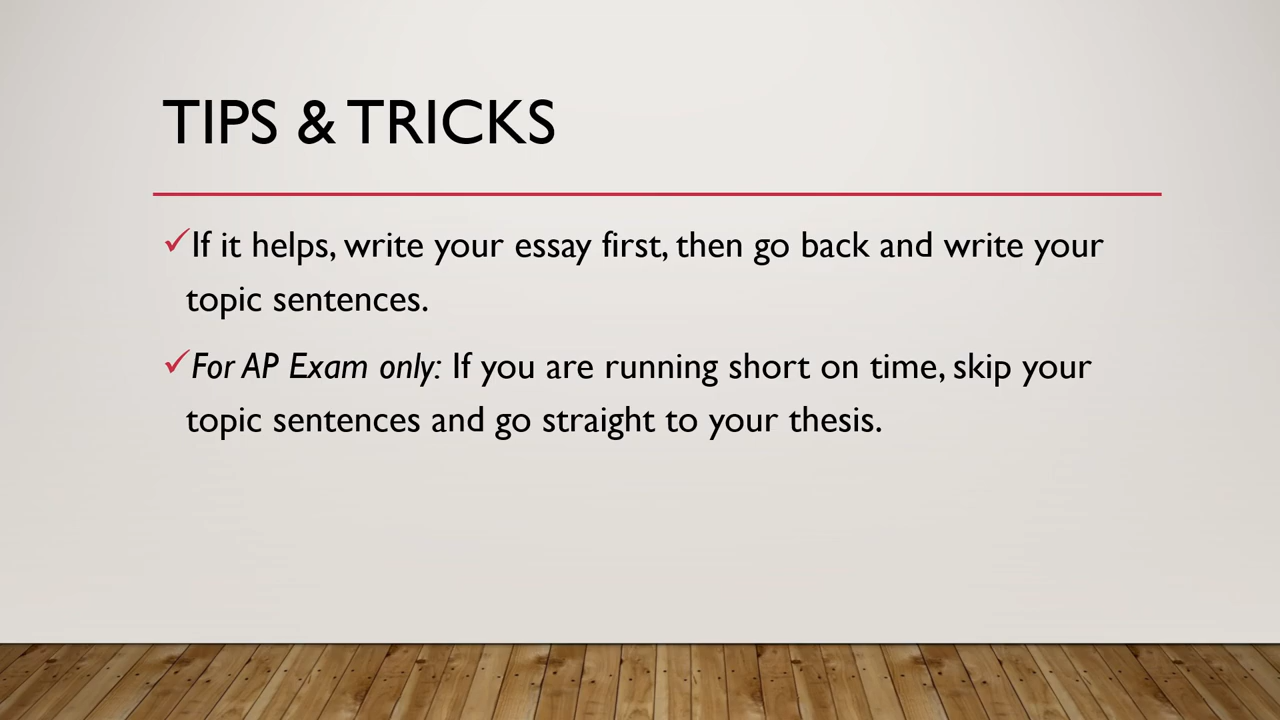 TIPS & TRICKS
✓If it helps, write your essay first, then go back and write your
topic sentences.
✓For AP Exam only: If you are running short on time, skip your
topic sentences and go straight to your thesis.